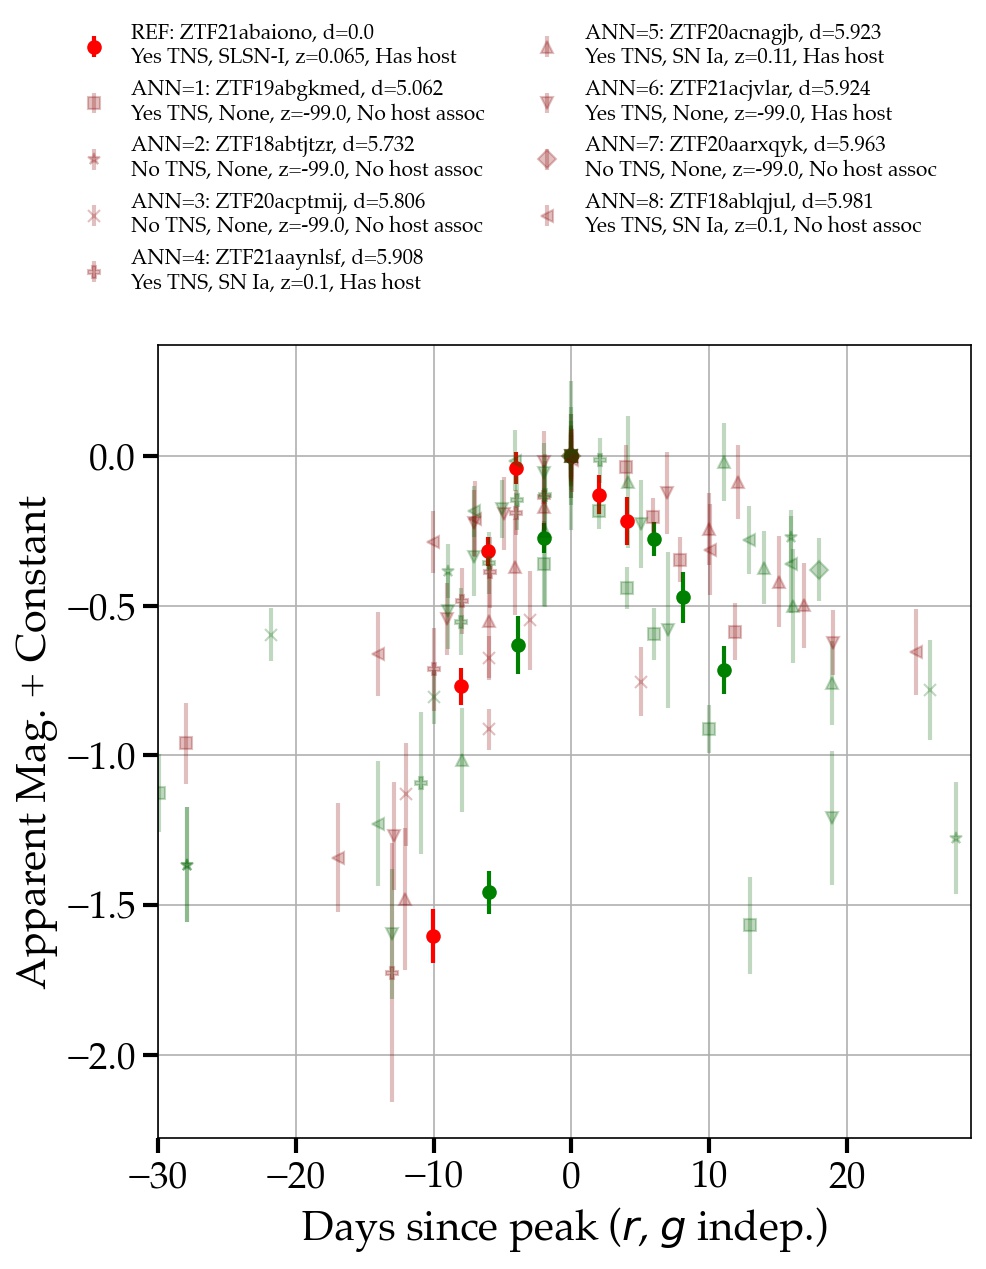 REF: ZTF21abaiono, d=0.0
Yes TNS, SLSN-I, z=0.065, Has host
ANN=1: ZTF19abgkmed, d=5.062
Yes TNS, None, z=-99.0, No host assoc
ANN=2: ZTF18abtjtzr, d=5.732
No TNS, None, z=-99.0, No host assoc
ANN=3: ZTF20acptmij, d=5.806
No TNS, None, z=-99.0, No host assoc
ANN=4: ZTF21aaynlsf, d=5.908
Yes TNS, SN Ia, z=0.1, Has host
ANN=5: ZTF20acnagjb, d=5.923
Yes TNS, SN Ia, z=0.11, Has host
ANN=6: ZTF21acjvlar, d=5.924
Yes TNS, None, z=-99.0, Has host
ANN=7: ZTF20aarxqyk, d=5.963
No TNS, None, z=-99.0, No host assoc
ANN=8: ZTF18ablqjul, d=5.981
Yes TNS, SN Ia, z=0.1, No host assoc
Apparent Mag. + Constant
0.0
−0.5
−1.0
−1.5
−2.0
−30
−20
−10
0
10
20
Days since peak (r, g indep.)